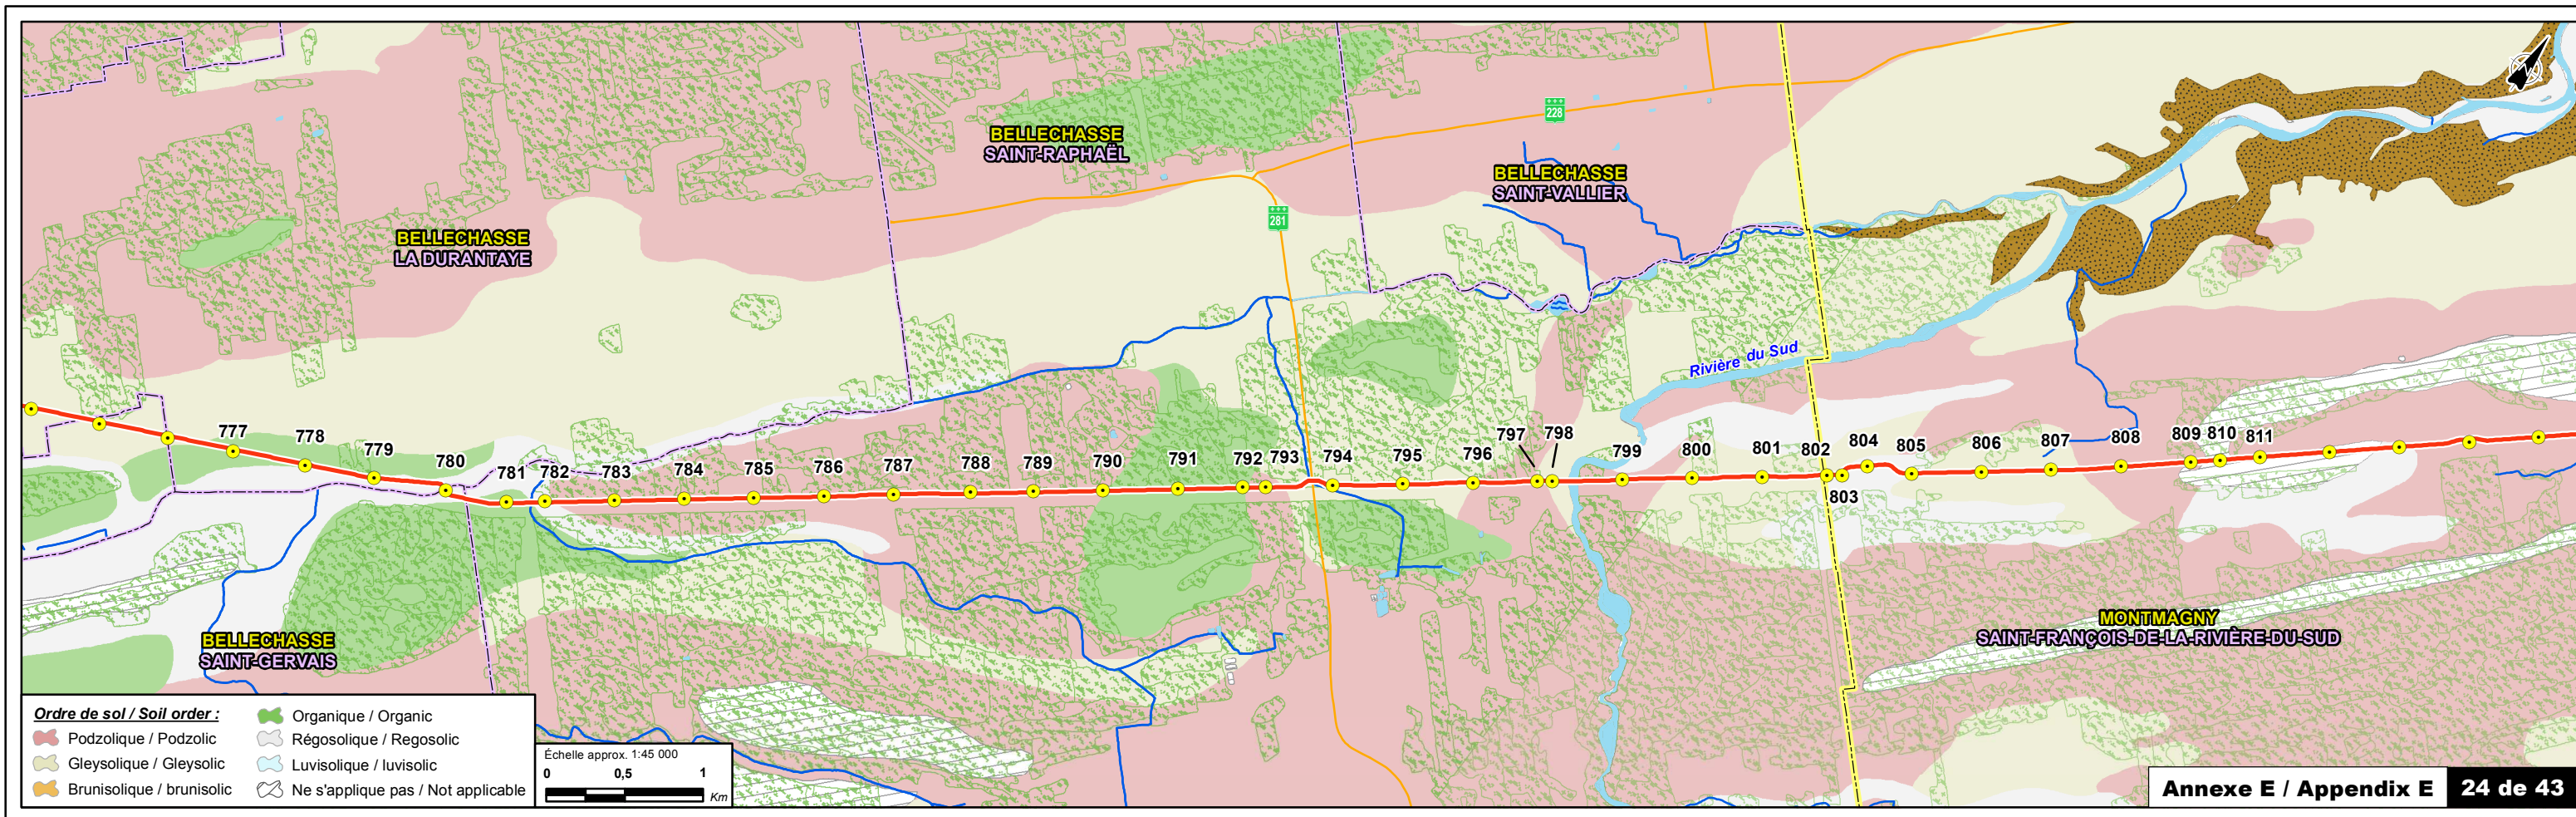 228
BELLECHASSE
SAINT-RAPHAËL
BELLECHASSE
SAINT-VALLIER
281
BELLECHASSE
LA DURANTAYE
Rivière du Sud
777
778
779
780
781
782
783
784
785
786
787
788
789
790
791
792
793
794
795
796
797
798
799
800
801
802
803
804
805
806
807
808
809
810
811
BELLECHASSE
SAINT-GERVAIS
MONTMAGNY
SAINT-FRANÇOIS-DE-LA-RIVIÈRE-DU-SUD
Ordre de sol / Soil order :
Podzolique / Podzolic
Gleysolique / Gleysolic
Brunisolique / brunisolic
Organique / Organic
Régosolique / Regosolic
Luvisolique / luvisolic
Ne s'applique pas / Not applicable
Échelle approx. 1:45 000
0 0,5 1
Km
Annexe E / Appendix E 24 de 43